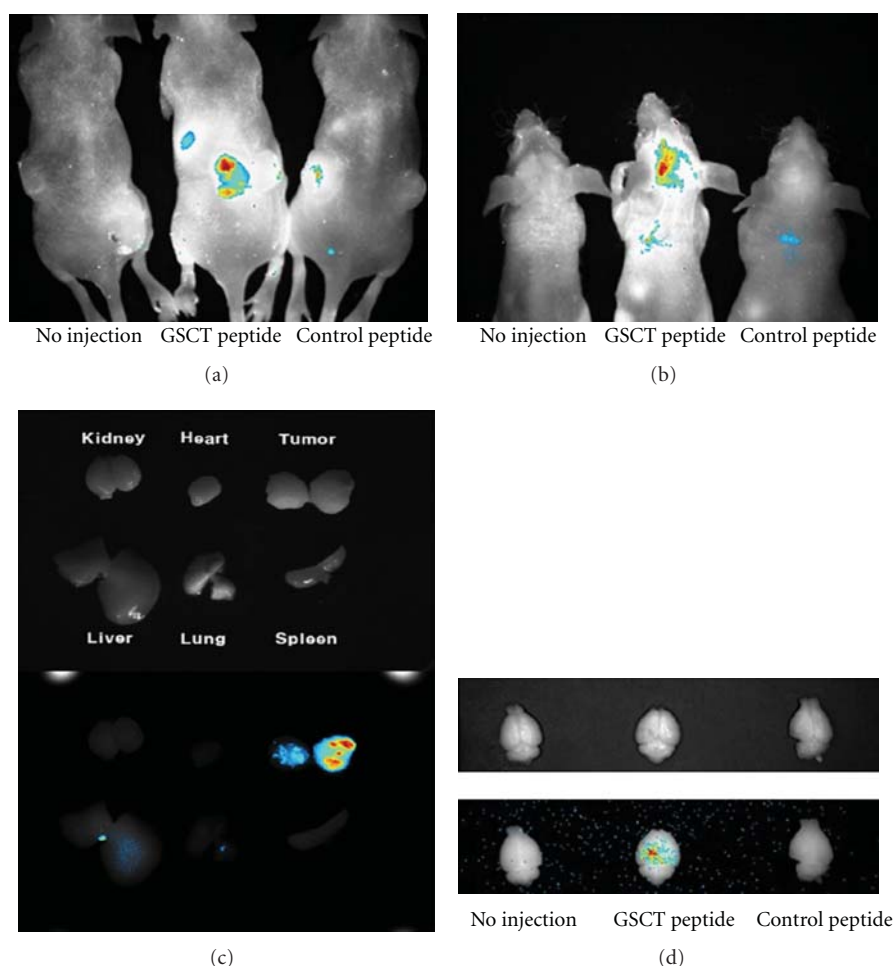 No injection GSCT peptide Control peptide
(a)
No injection GSCT peptide Control peptide
(b)
Kidney Heart Tumor
Liver Lung Spleen
(c)
No injection GSCT peptide Control peptide
(d)